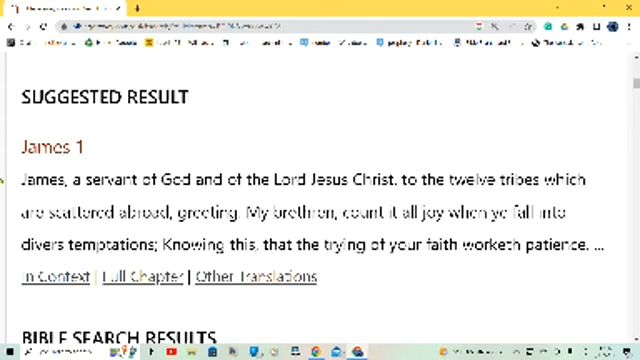 SUGGESTED RESULT
James 1
James, a servant of God and of the Lord Jesus Christ, to the twelve tribes which
are scattered abroad, greeting. My brethren, count it all joy when ye fall into
divers temptations; Knowing this, that the trying of your faith worketh patience. ...
In Context | Full Chapter | Other Translations
BIBLE SEARCH RESULTS